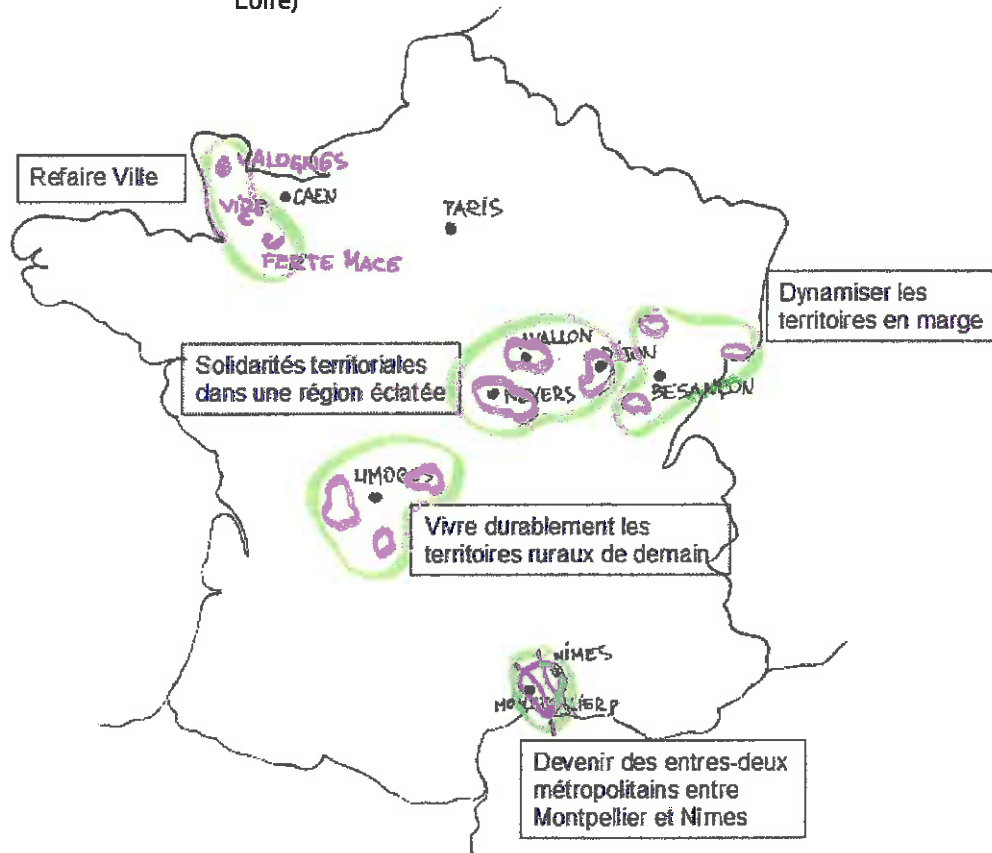 Loire)
Refaire Ville
VALOGNES
CAEN
VIRE
FERTE MACE
PARIS
Dynamiser les
territoires en marge
Solidarités territoriales
dans une région éclatée
AVALLON
NEVERS
BESANÇON
LIMOGES
Vivre durablement les
territoires ruraux de demain
NÎMES
MONTPELLIER
Devenir des entres-deux
métropolitains entre
Montpellier et Nîmes